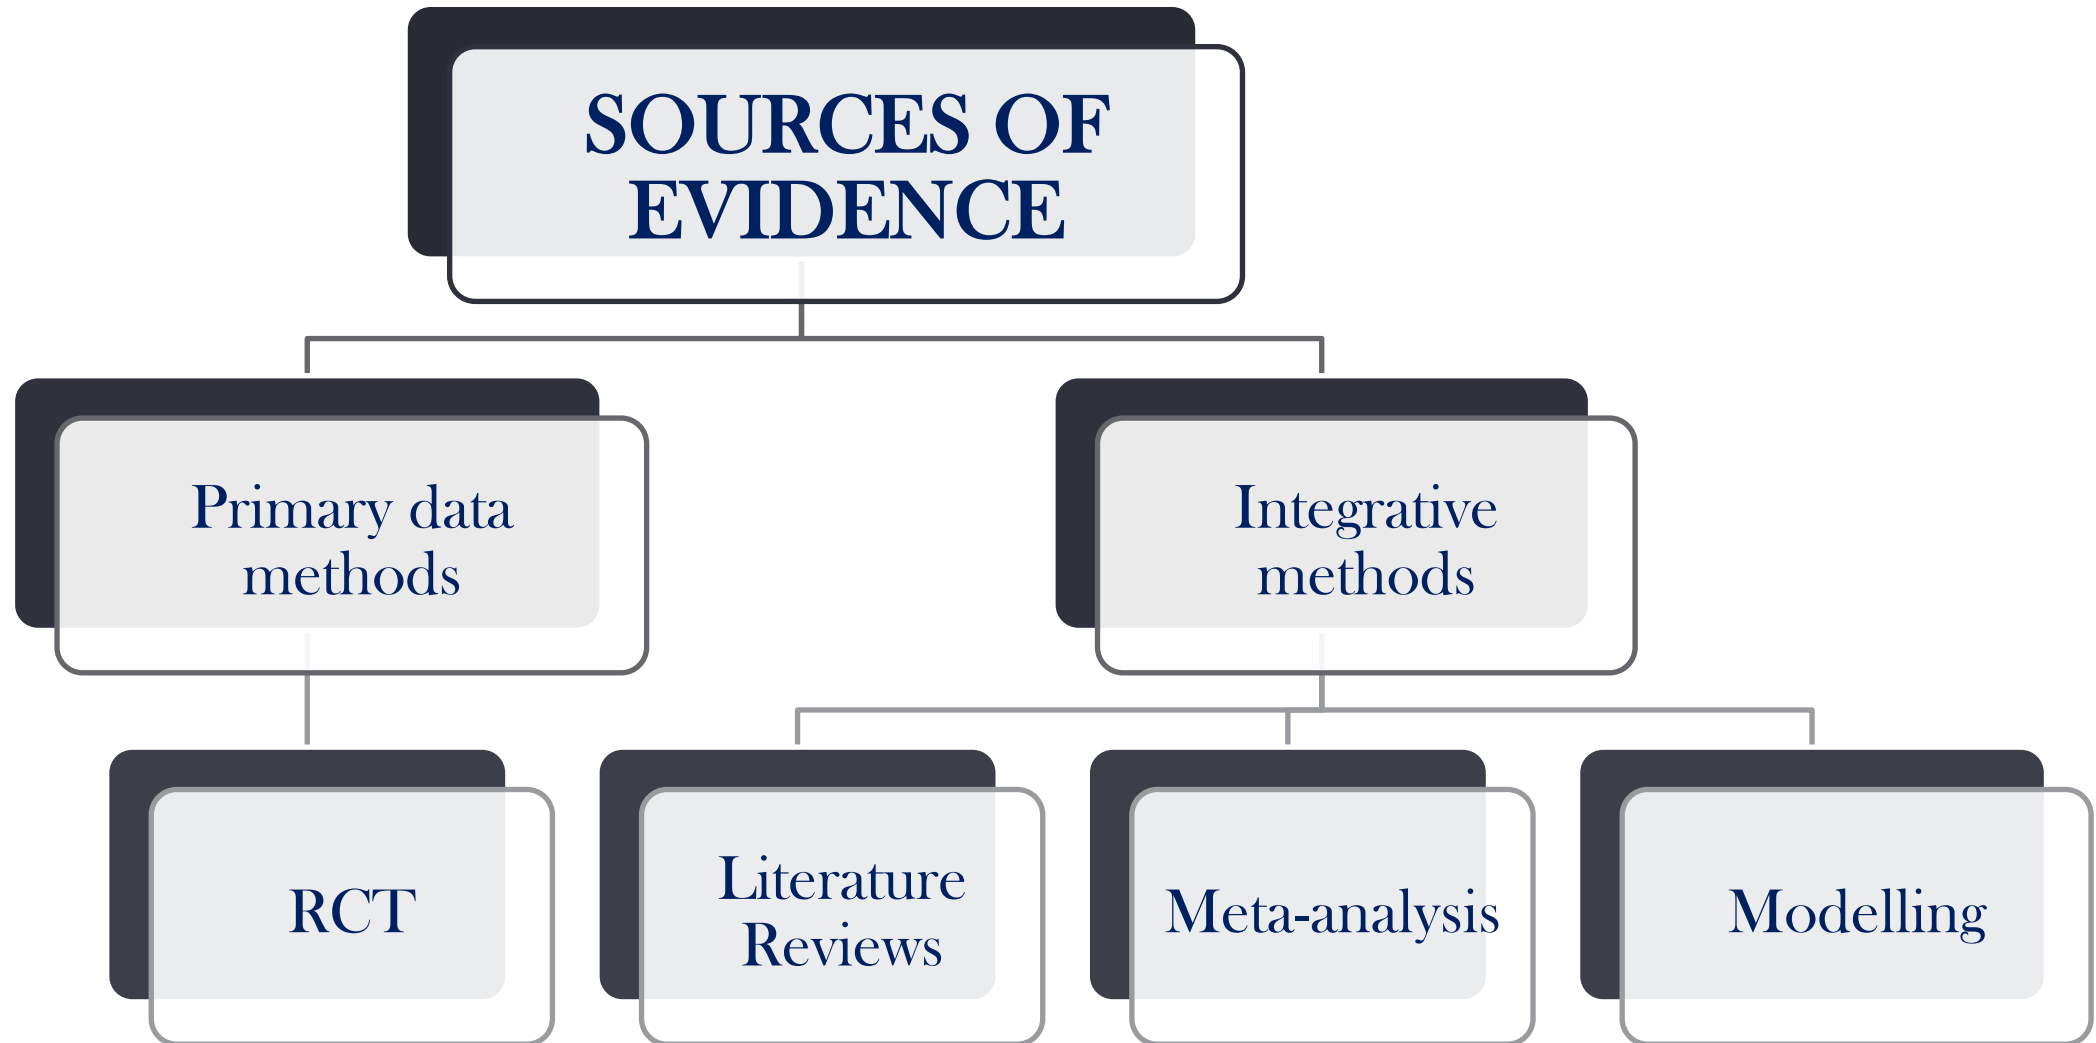 SOURCES OF
EVIDENCE
Primary data
methods
Integrative
methods
RCT
Literature
Reviews
Meta-analysis
Modelling